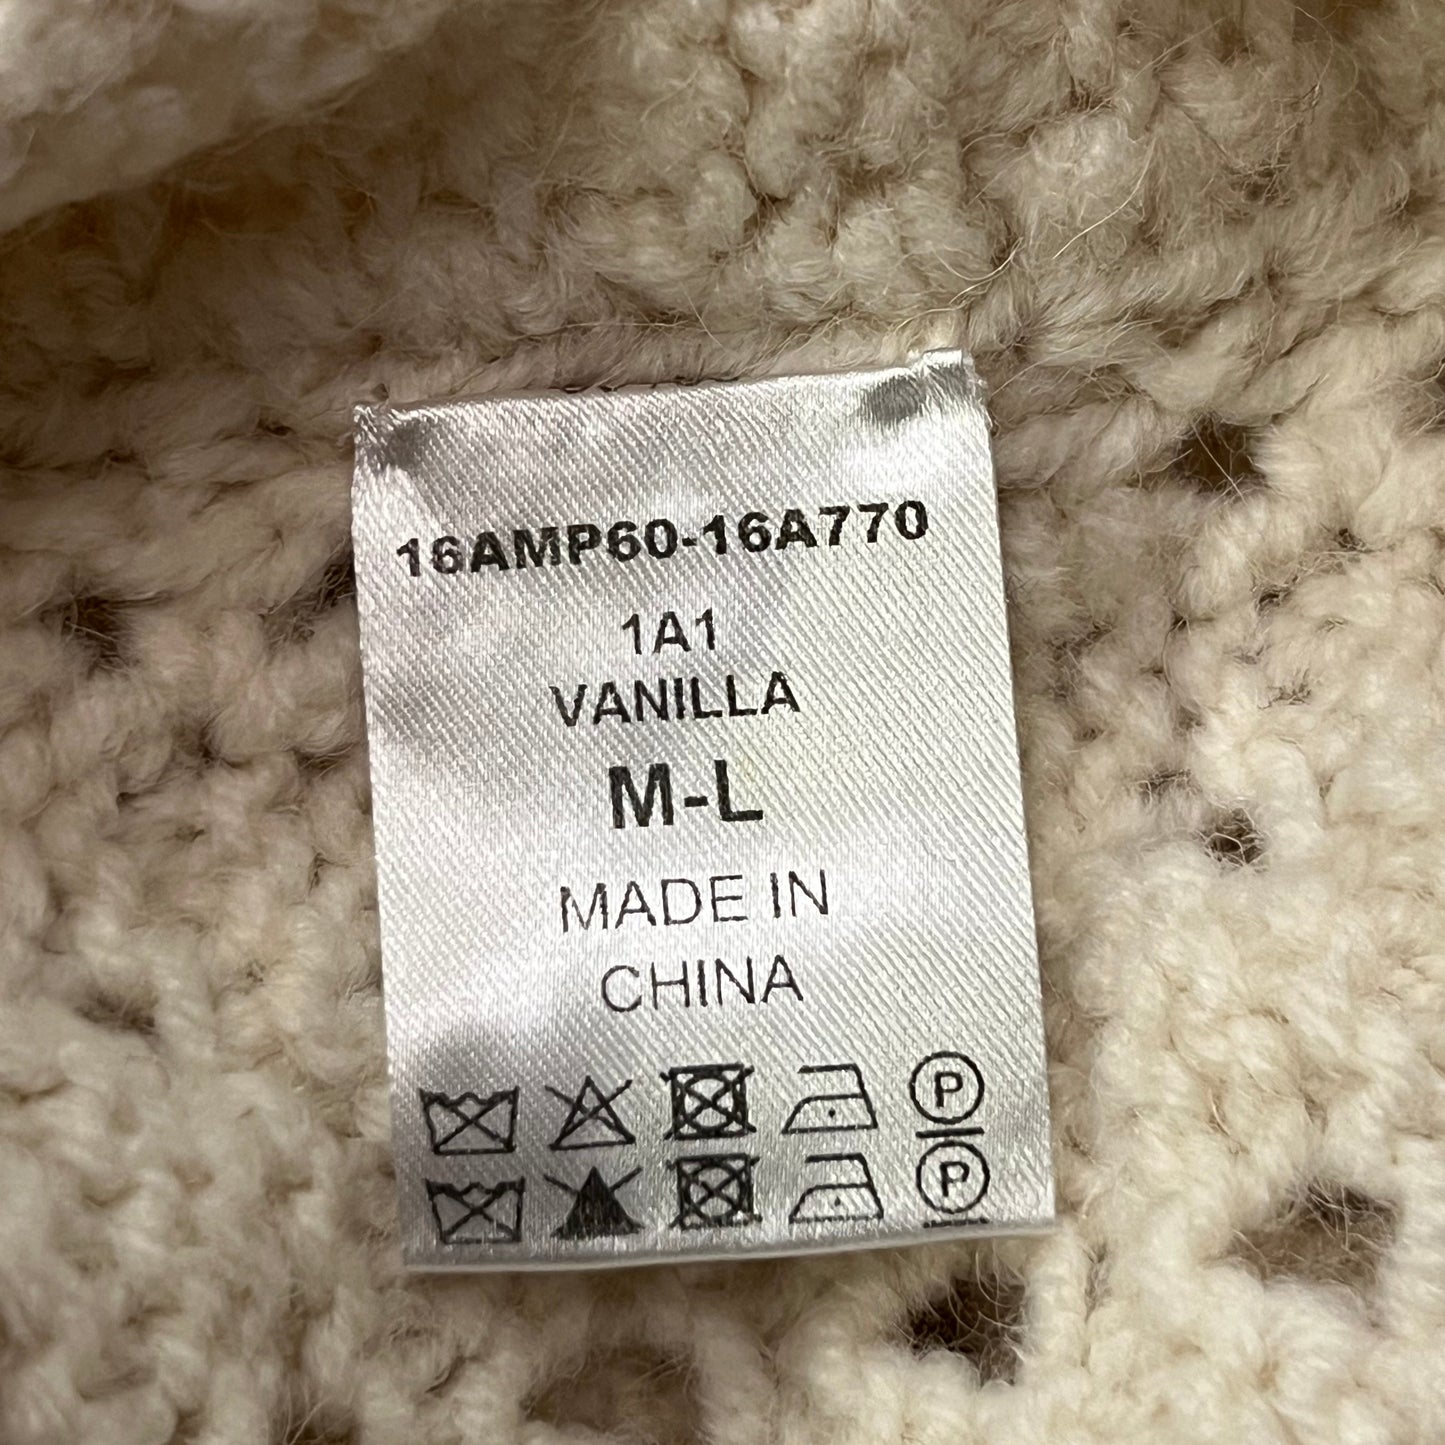 16AMP60-16A770
1A1
VANILLA
M-L
MADE IN
CHINA
P
P